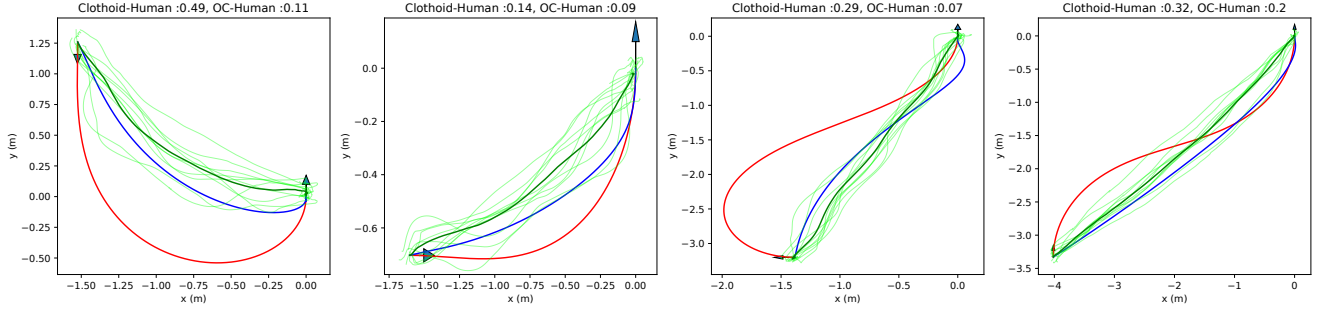 Clothoid-Human :0.49, OC-Human :0.11
y (m)
1.25
1.00
0.75
0.50
0.25
0.00
−0.25
−0.50
−1.50 −1.25 −1.00 −0.75 −0.50 −0.25 0.00
x (m)
Clothoid-Human :0.14, OC-Human :0.09
y (m)
0.0
−0.2
−0.4
−0.6
−1.75 −1.50 −1.25 −1.00 −0.75 −0.50 −0.25 0.00
x (m)
Clothoid-Human :0.29, OC-Human :0.07
y (m)
0.0
−0.5
−1.0
−1.5
−2.0
−2.5
−3.0
−2.0 −1.5 −1.0 −0.5 0.0
x (m)
Clothoid-Human :0.32, OC-Human :0.2
y (m)
0.0
−0.5
−1.0
−1.5
−2.0
−2.5
−3.0
−3.5
−4 −3 −2 −1 0
x (m)